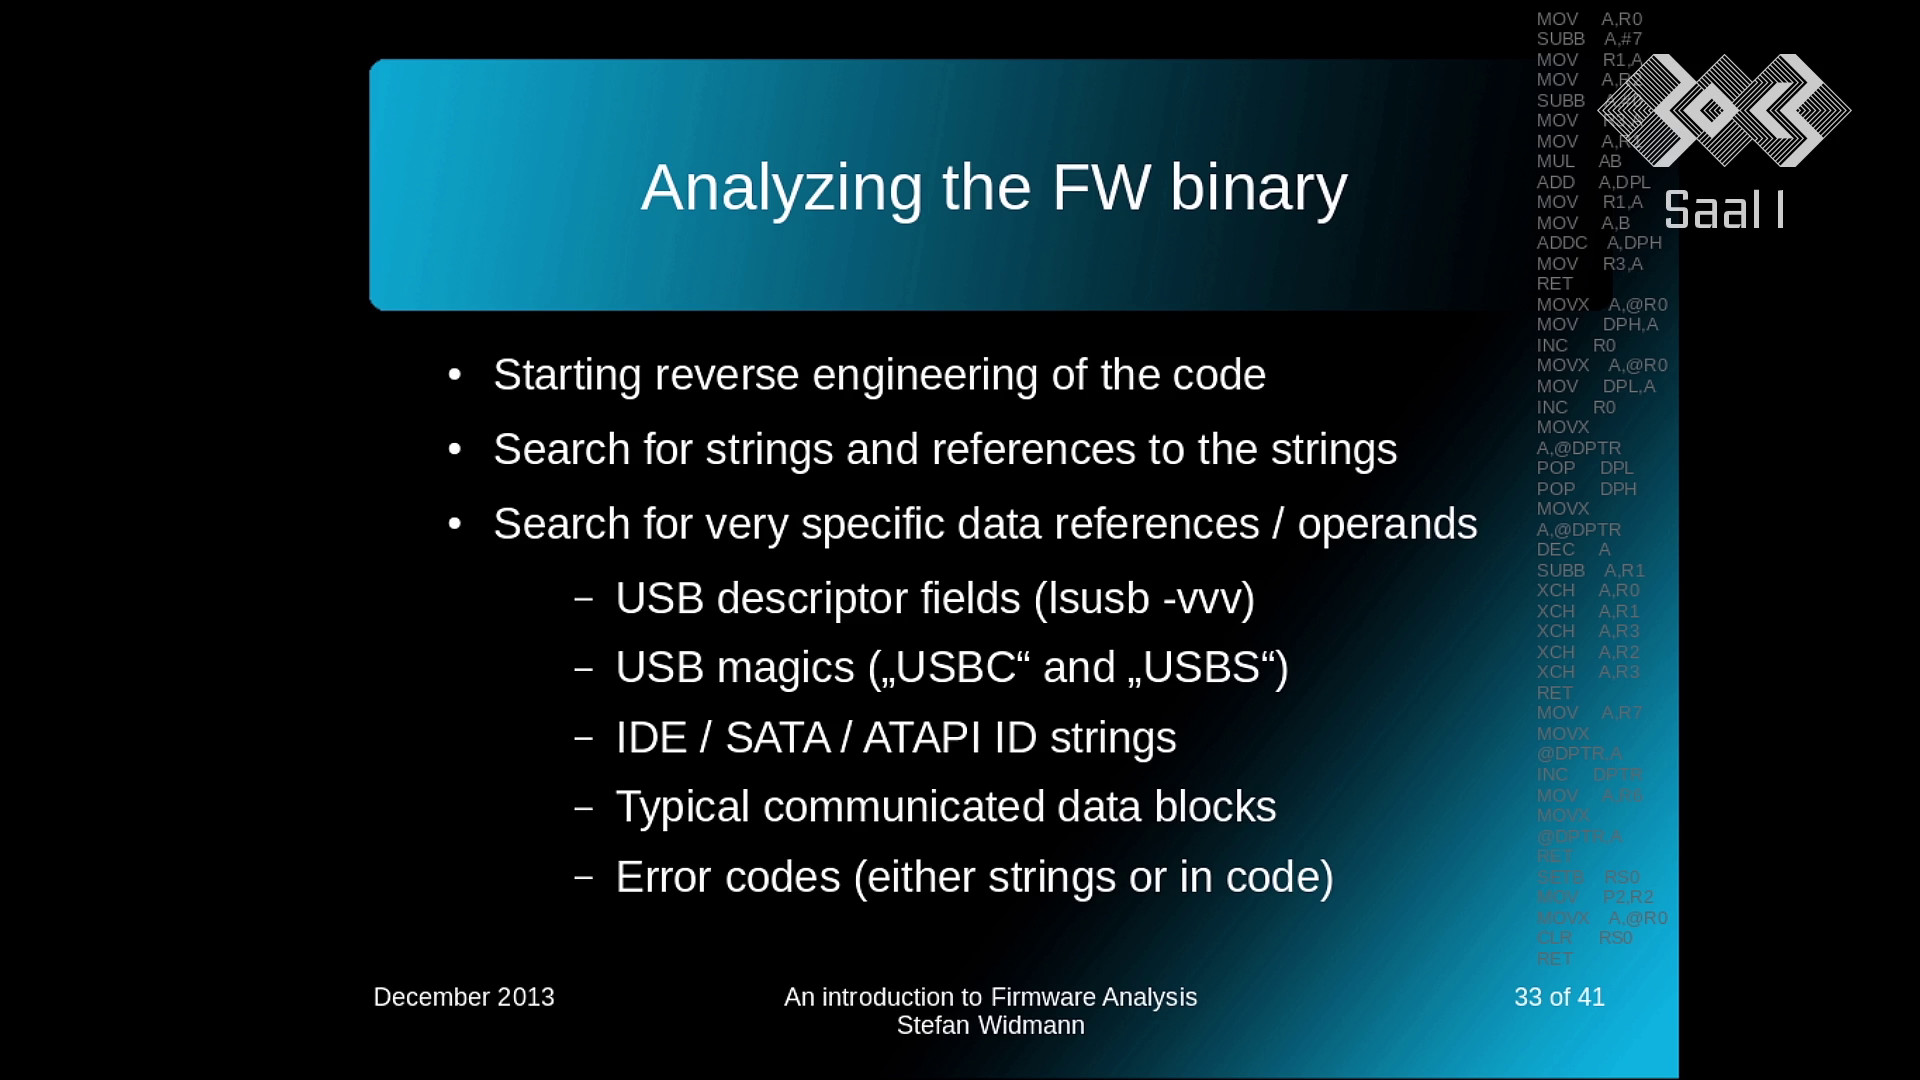 Analyzing the FW binary
• Starting reverse engineering of the code
• Search for strings and references to the strings
• Search for very specific data references / operands
– USB descriptor fields (lsusb -vvv)
– USB magics („USBC“ and „USBS“)
– IDE / SATA / ATAPI ID strings
– Typical communicated data blocks
– Error codes (either strings or in code)
December 2013
An introduction to Firmware Analysis
Stefan Widmann
33 of 41
MOV A,R0
SUBB A,#7
MOV R1,A
MOV
SUBB
MOV
MOV
MUL AB
ADD A,DPL
MOV R1,A
MOV A,B
ADDC A,DPH
MOV R3,A
RET
MOVX A,@R0
MOV DPH,A
INC R0
MOVX A,@R0
MOV DPL,A
INC R0
MOVX
A,@DPTR
POP DPL
POP DPH
MOVX
A,@DPTR
DEC A
SUBB A,R1
XCH A,R0
XCH A,R1
XCH A,R3
XCH A,R2
XCH A,R3
RET
MOV A,R7
MOVX
@DPTR,A
INC DPTR
MOV A,R6
MOVX
@DPTR,A
RET
SETB RS0
MOV P2,R2
MOVX A,@R0
CLR RS0
RET
Saal 1